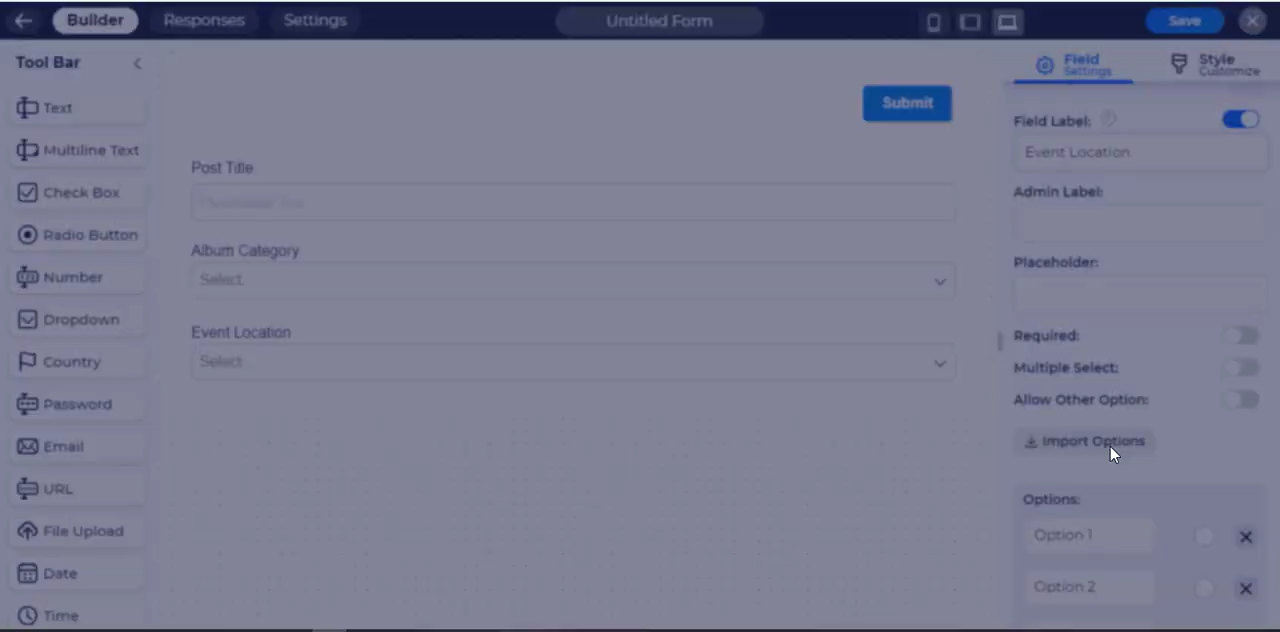 Builder
Responses
Settings
Untitled Form
Save
Tool Bar
Text
Multiline Text
Check Box
Radio Button
Number
Dropdown
Country
Password
Email
URL
File Upload
Date
Time
Submit
Post Title
Album Category
Select
Event Location
Select
Field
Settings
Style
Customize
Field Label:
Event Location
Admin Label:
Placeholder:
Required:
Multiple Select:
Allow Other Option:
Import Options
Options:
Option 1
Option 2